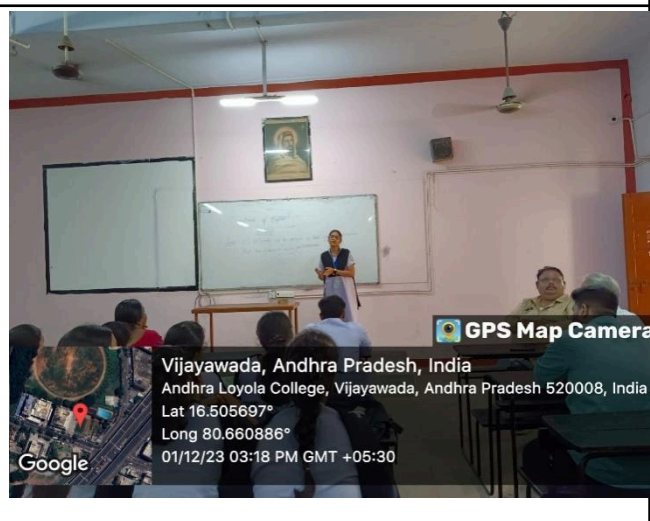 GPS Map Camera
Vijayawada, Andhra Pradesh, India
Andhra Loyola College, Vijayawada, Andhra Pradesh 520008, India
Lat 16.505697°
Long 80.660886°
01/12/23 03:18 PM GMT +05:30
Google